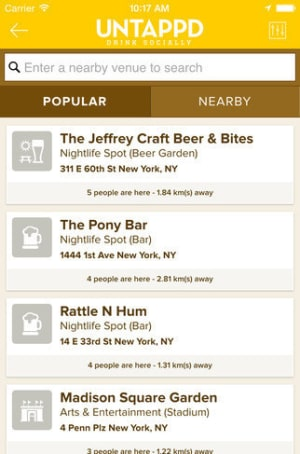 Carrier 10:17 AM
UNTAPPD
DRINK SOCIALLY
Enter a nearby venue to search
POPULAR NEARBY
The Jeffrey Craft Beer & Bites
Nightlife Spot (Beer Garden)
311 E 60th St New York, NY
5 people are here - 1.84 km(s) away
The Pony Bar
Nightlife Spot (Bar)
1444 1st Ave New York, NY
4 people are here - 2.81 km(s) away
Rattle N Hum
Nightlife Spot (Bar)
14 E 33rd St New York, NY
4 people are here - 1.31 km(s) away
Madison Square Garden
Arts & Entertainment (Stadium)
4 Penn Plz New York, NY
3 people are here - 1.22 km(s) away